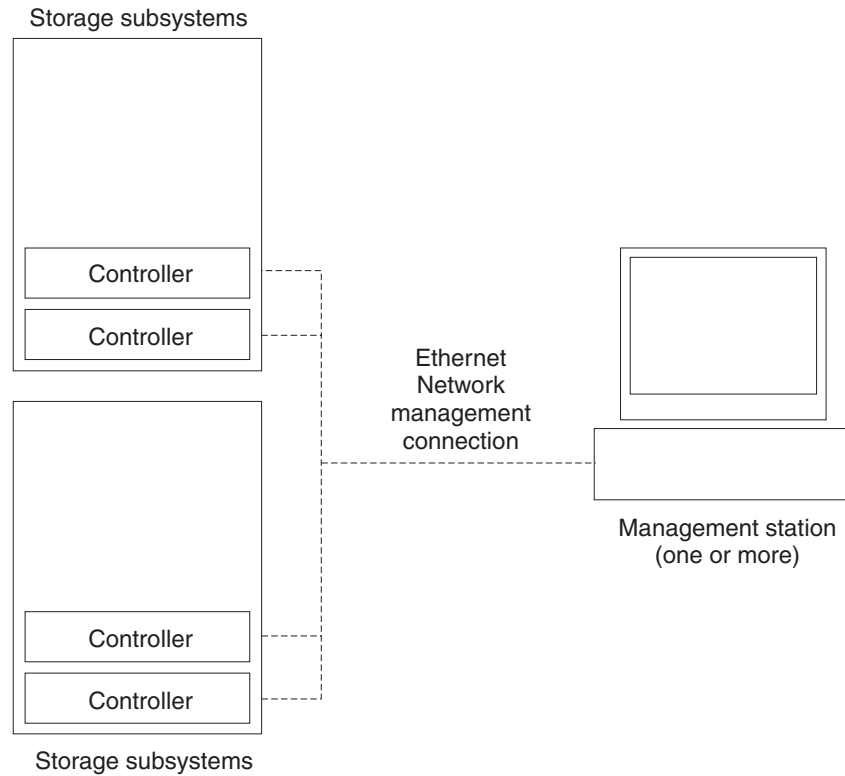 Storage subsystems
Controller
Controller
Ethernet
Network
management
connection
Management station
(one or more)
Controller
Controller
Storage subsystems